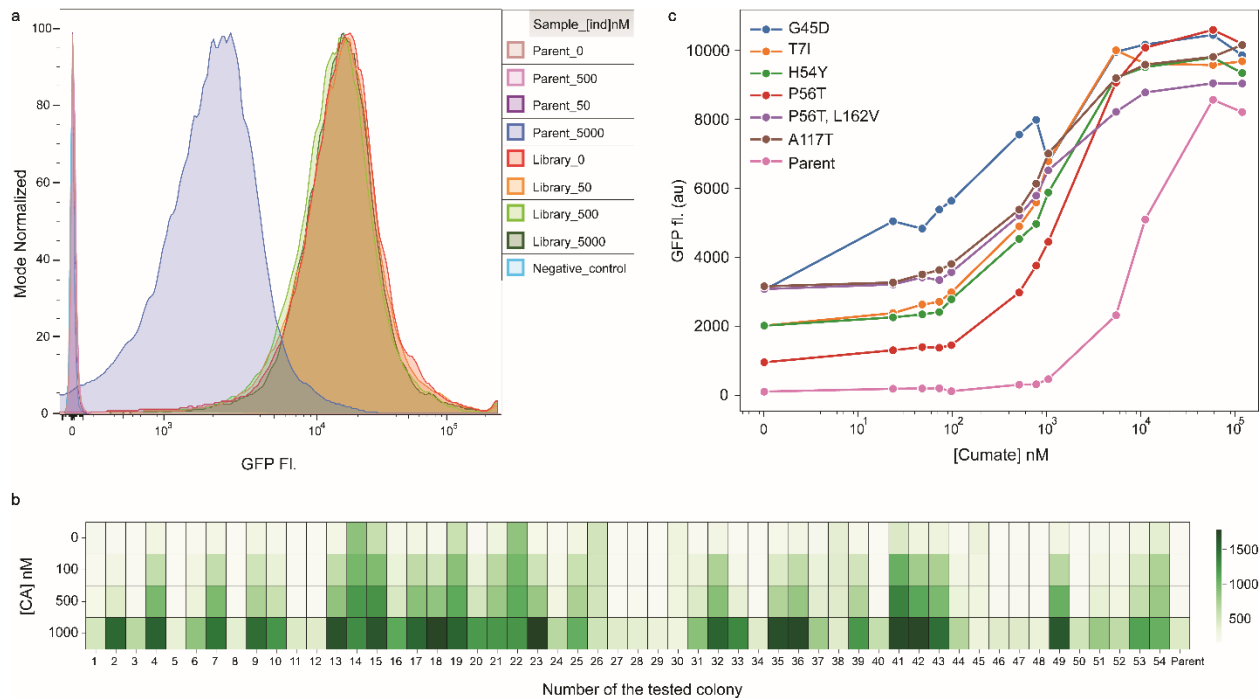 a
Mode Normalized
100
80
60
40
20
0
0
10³
10⁴
10⁵
GFP Fl.
Sample_[ind]nM
Parent_0
Parent_500
Parent_50
Parent_5000
Library_0
Library_50
Library_500
Library_5000
Negative_control
c
G45D
T7I
H54Y
P56T
P56T, L162V
A117T
Parent
GFP fl. (au)
10000
8000
6000
4000
2000
0
0
10¹
10²
10³
10⁴
10⁵
[Cumate] nM
b
[CA] nM
0
100
500
1000
1 2 3 4 5 6 7 8 9 10 11 12 13 14 15 16 17 18 19 20 21 22 23 24 25 26 27 28 29 30 31 32 33 34 35 36 37 38 39 40 41 42 43 44 45 46 47 48 49 50 51 52 53 54 Parent
Number of the tested colony
1500
1000
500